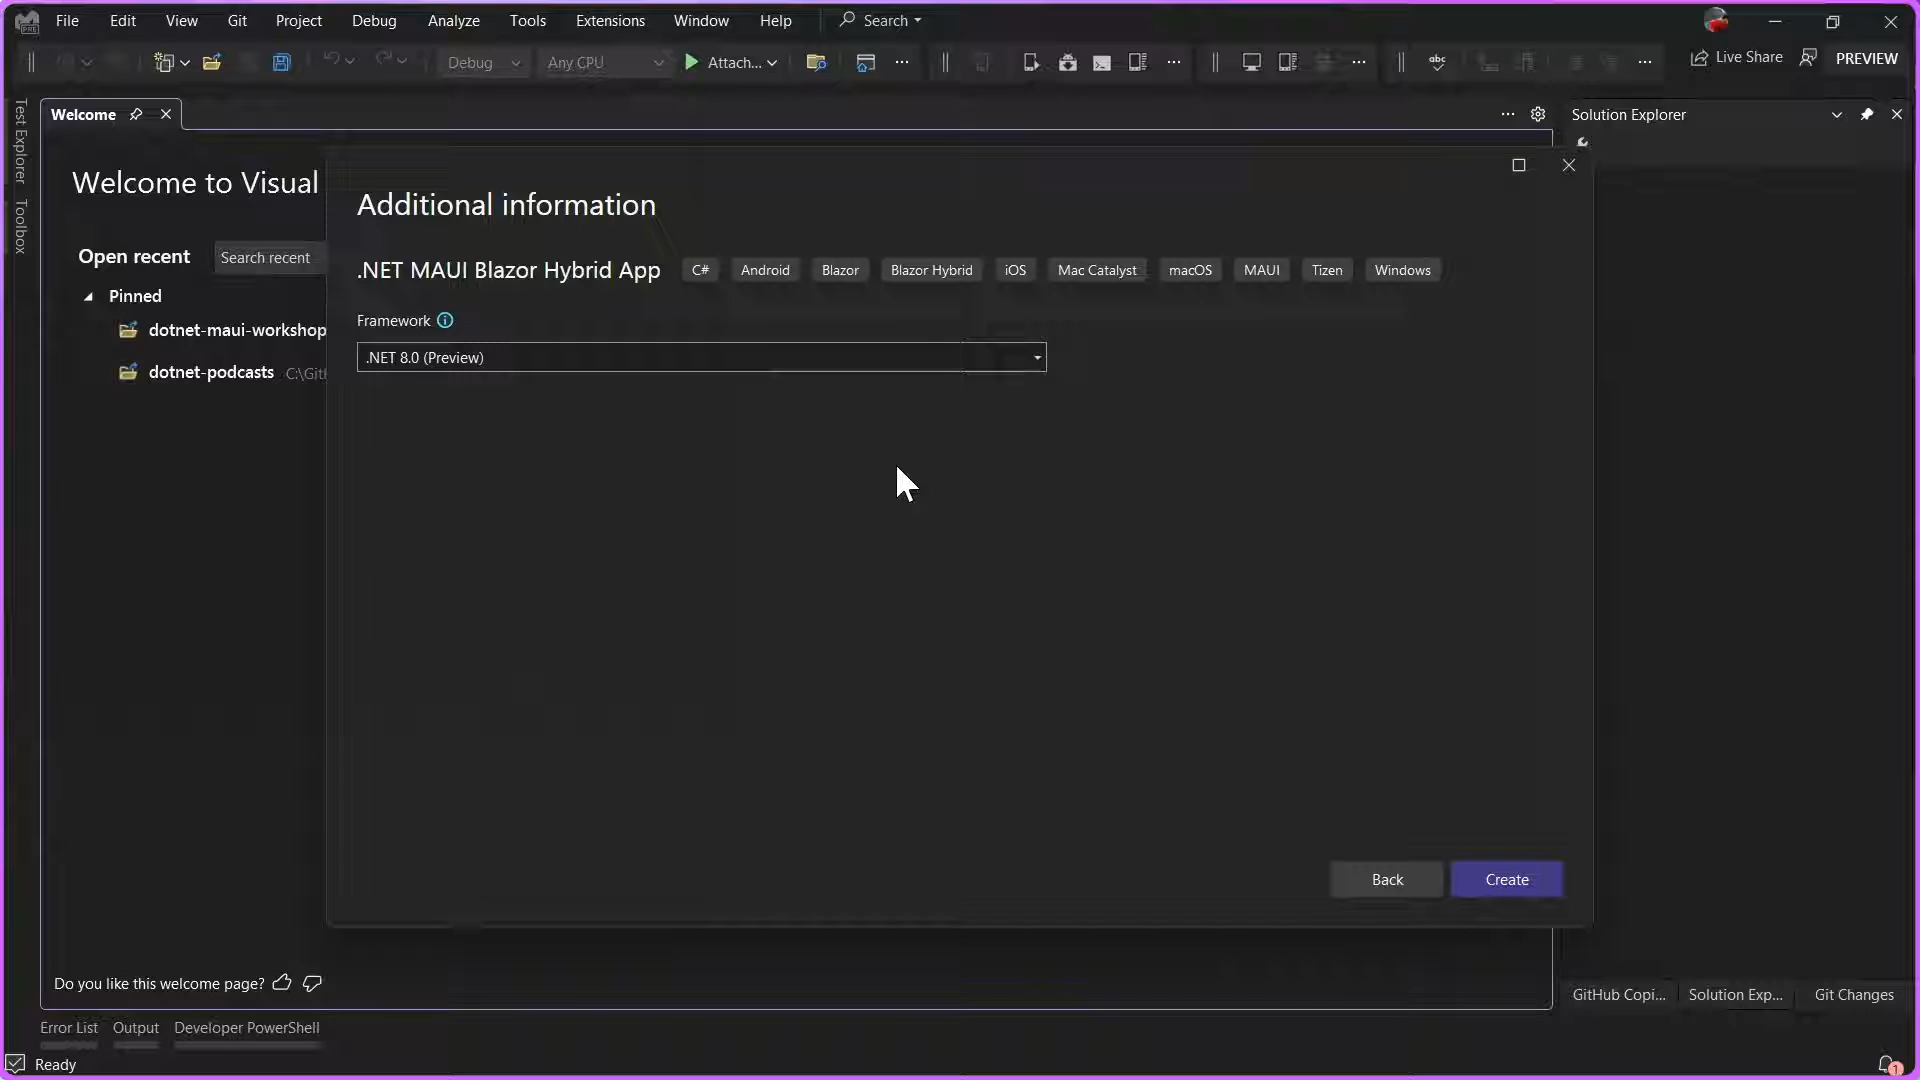 File Edit View Git Project Debug Analyze Tools Extensions Window Help Search
Debug Any CPU Attach... abc Live Share PREVIEW
Test Explorer
Toolbox
Welcome
Solution Explorer
Welcome to Visual
Open recent Search recent
Pinned
dotnet-maui-workshop
dotnet-podcasts C:\Gitl
Additional information
.NET MAUI Blazor Hybrid App C# Android Blazor Blazor Hybrid iOS Mac Catalyst macOS MAUI Tizen Windows
Framework
.NET 8.0 (Preview)
Back Create
Do you like this welcome page?
GitHub Copi... Solution Exp... Git Changes
Error List Output Developer PowerShell
Ready
1